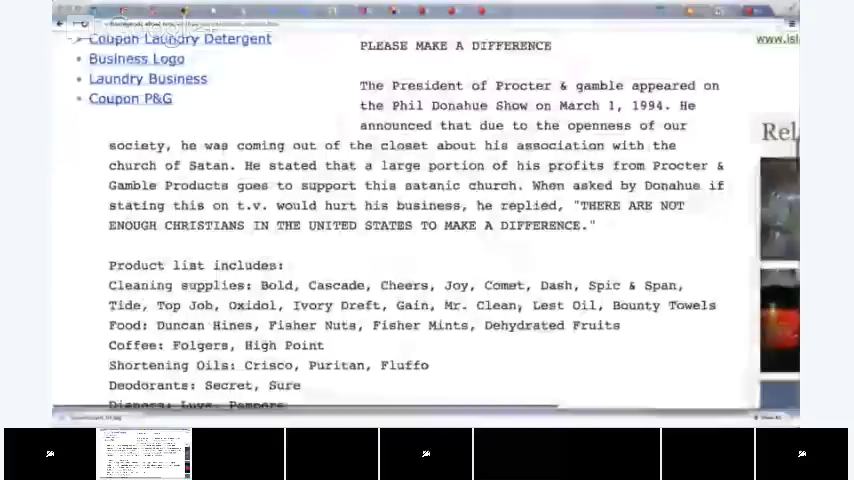 Coupon Laundry Detergent
Business Logo
Laundry Business
Coupon P&G
PLEASE MAKE A DIFFERENCE
The President of Procter & gamble appeared on
the Phil Donahue Show on March 1, 1994. He
announced that due to the openness of our
society, he was coming out of the closet about his association with the
church of Satan. He stated that a large portion of his profits from Procter &
Gamble Products goes to support this satanic church. When asked by Donahue if
stating this on t.v. would hurt his business, he replied, "THERE ARE NOT
ENOUGH CHRISTIANS IN THE UNITED STATES TO MAKE A DIFFERENCE."
Product list includes:
Cleaning supplies: Bold, Cascade, Cheers, Joy, Comet, Dash, Spic & Span,
Tide, Top Job, Oxidol, Ivory Dreft, Gain, Mr. Clean, Lest Oil, Bounty Towels
Food: Duncan Hines, Fisher Nuts, Fisher Mints, Dehydrated Fruits
Coffee: Folgers, High Point
Shortening Oils: Crisco, Puritan, Fluffo
Deodorants: Secret, Sure
Diapers: Luvs, Pampers
www.isl
Rel